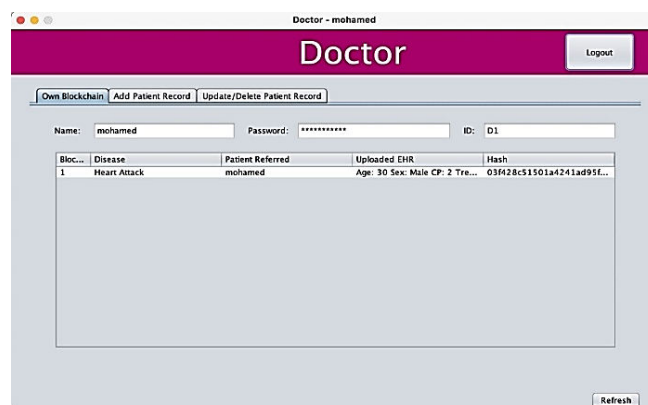 Doctor - mohamed
Doctor
Logout
Own Blockchain Add Patient Record Update/Delete Patient Record
Name: mohamed Password: *********** ID: D1
Bloc... Disease Patient Referred Uploaded EHR Hash
1 Heart Attack mohamed Age: 30 Sex: Male CP: 2 Tre... 03f428c51501a4241ad95f...
Refresh